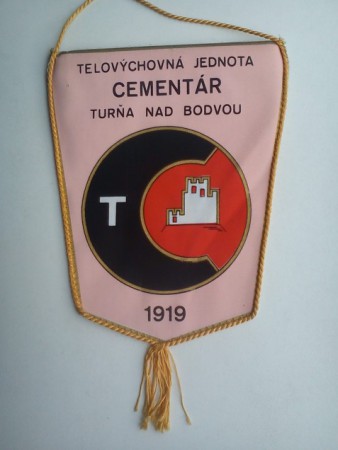 TELOVÝCHOVNÁ JEDNOTA
CEMENTÁR
TURŇA NAD BODVOU
T
1919